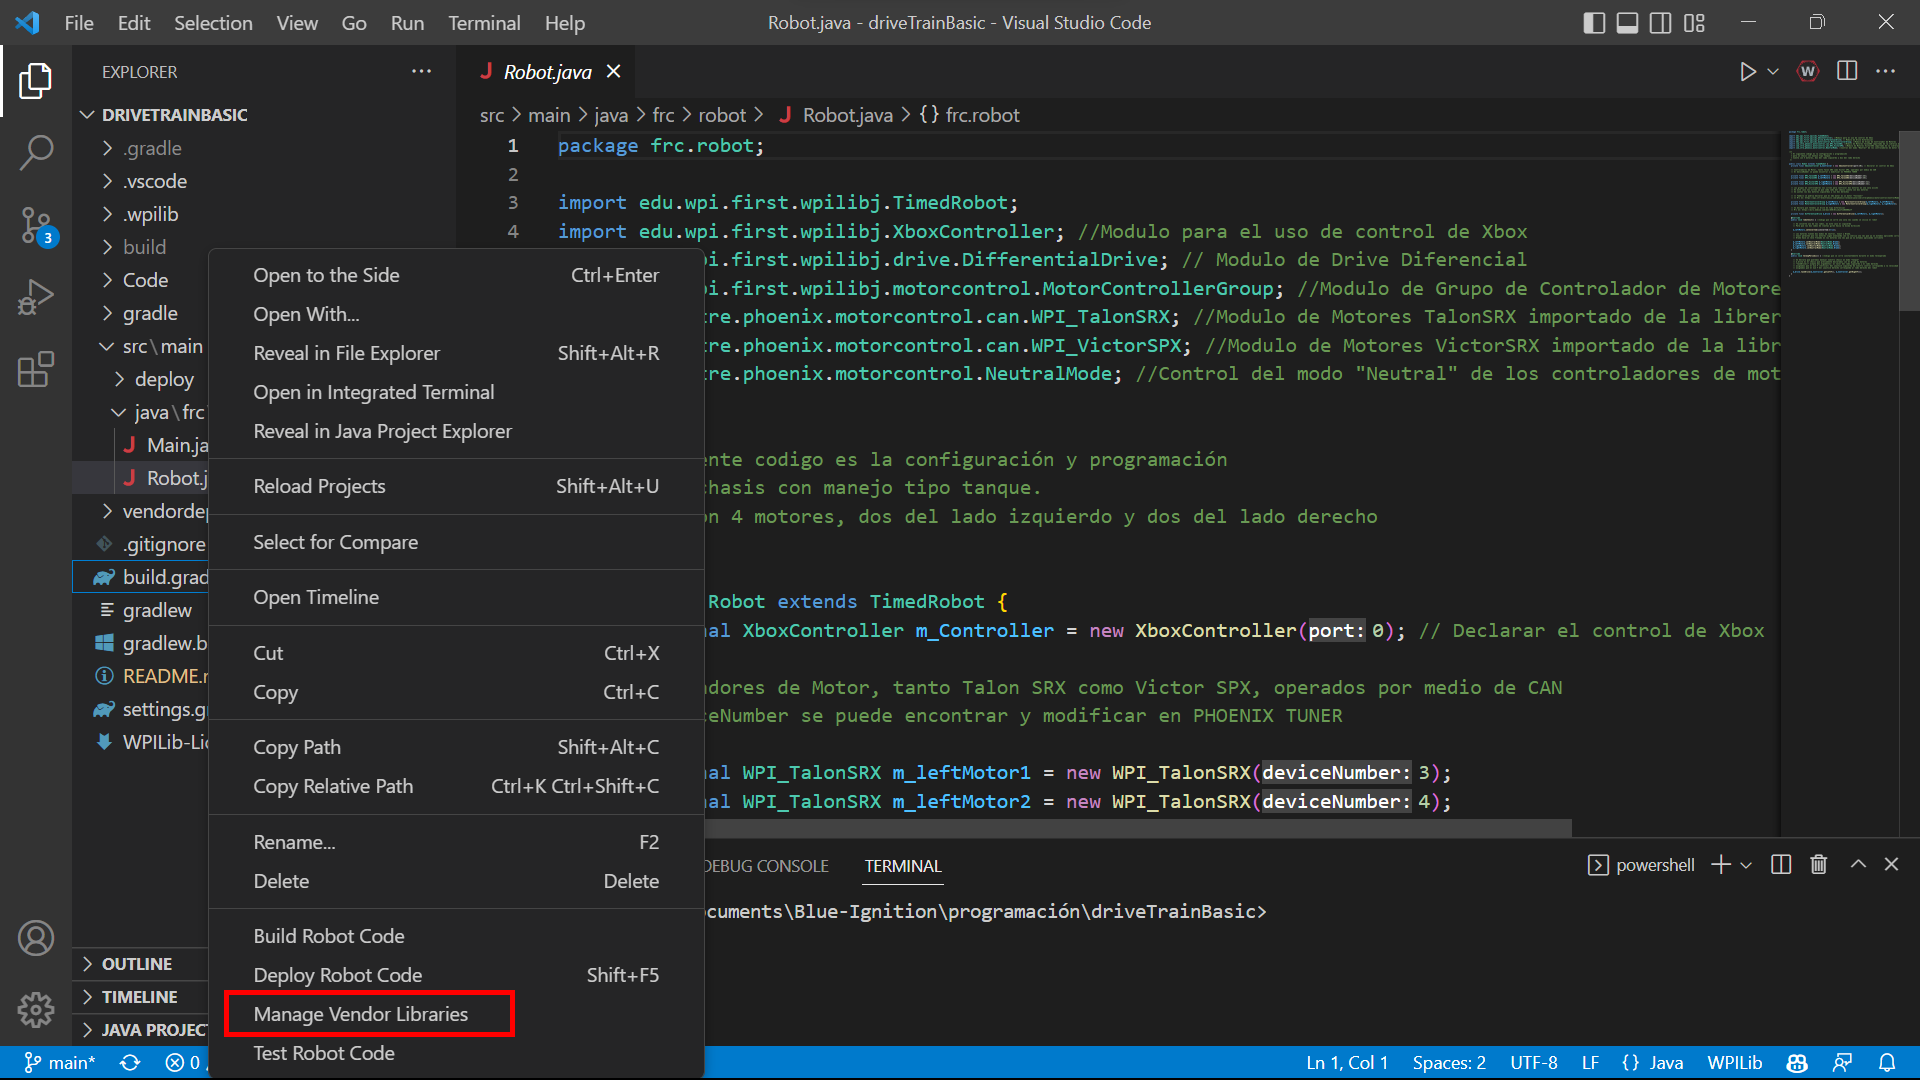 File Edit Selection View Go Run Terminal Help
Robot.java - driveTrainBasic - Visual Studio Code
EXPLORER
DRIVETRAINBASIC
.gradle
.vscode
.wpilib
build
Code
gradle
src\main
deploy
java\frc
Main.ja
Robot.j
vendordep
.gitignore
build.grad
gradlew
gradlew.b
README.
settings.g
WPILib-Lic
OUTLINE
TIMELINE
JAVA PROJECT
3
Robot.java
W
src > main > java > frc > robot > J Robot.java > {} frc.robot
1 package frc.robot;
2
3 import edu.wpi.first.wpilibj.TimedRobot;
4 import edu.wpi.first.wpilibj.XboxController; //Modulo para el uso de control de Xbox
i.first.wpilibj.drive.DifferentialDrive; // Modulo de Drive Diferencial
i.first.wpilibj.motorcontrol.MotorControllerGroup; //Modulo de Grupo de Controlador de Motore
tre.phoenix.motorcontrol.can.WPI_TalonSRX; //Modulo de Motores TalonSRX importado de la librer
tre.phoenix.motorcontrol.can.WPI_VictorSPX; //Modulo de Motores VictorSRX importado de la libr
tre.phoenix.motorcontrol.NeutralMode; //Control del modo "Neutral" de los controladores de mot
nte codigo es la configuración y programación
hasis con manejo tipo tanque.
n 4 motores, dos del lado izquierdo y dos del lado derecho
Robot extends TimedRobot {
al XboxController m_Controller = new XboxController(port: 0); // Declarar el control de Xbox
dores de Motor, tanto Talon SRX como Victor SPX, operados por medio de CAN
ceNumber se puede encontrar y modificar en PHOENIX TUNER
al WPI_TalonSRX m_leftMotor1 = new WPI_TalonSRX(deviceNumber: 3);
al WPI_TalonSRX m_leftMotor2 = new WPI_TalonSRX(deviceNumber: 4);
Open to the Side Ctrl+Enter
Open With...
Reveal in File Explorer Shift+Alt+R
Open in Integrated Terminal
Reveal in Java Project Explorer
Reload Projects Shift+Alt+U
Select for Compare
Open Timeline
Cut Ctrl+X
Copy Ctrl+C
Copy Path Shift+Alt+C
Copy Relative Path Ctrl+K Ctrl+Shift+C
Rename... F2
Delete Delete
Build Robot Code
Deploy Robot Code Shift+F5
Manage Vendor Libraries
Test Robot Code
DEBUG CONSOLE TERMINAL
powershell
cuments\Blue-Ignition\programación\driveTrainBasic>
main* 0
Ln 1, Col 1 Spaces: 2 UTF-8 LF {} Java WPILib